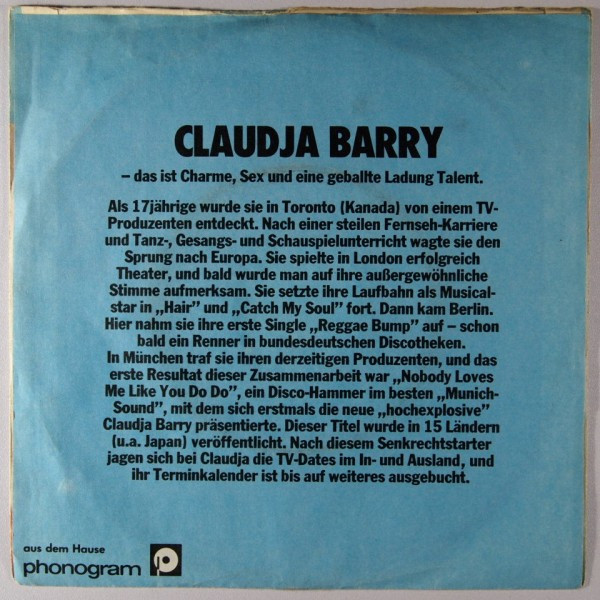 CLAUDJA BARRY
– das ist Charme, Sex und eine geballte Ladung Talent.
Als 17jährige wurde sie in Toronto (Kanada) von einem TV-
Produzenten entdeckt. Nach einer steilen Fernseh-Karriere
und Tanz-, Gesangs- und Schauspielunterricht wagte sie den
Sprung nach Europa. Sie spielte in London erfolgreich
Theater, und bald wurde man auf ihre außergewöhnliche
Stimme aufmerksam. Sie setzte ihre Laufbahn als Musical-
star in „Hair" und „Catch My Soul" fort. Dann kam Berlin.
Hier nahm sie ihre erste Single „Reggae Bump" auf – schon
bald ein Renner in bundesdeutschen Discotheken.
In München traf sie ihren derzeitigen Produzenten, und das
erste Resultat dieser Zusammenarbeit war „Nobody Loves
Me Like You Do Do", ein Disco-Hammer im besten „Munich-
Sound", mit dem sich erstmals die neue „hochexplosive"
Claudja Barry präsentierte. Dieser Titel wurde in 15 Ländern
(u.a. Japan) veröffentlicht. Nach diesem Senkrechtstarter
jagen sich bei Claudja die TV-Dates im In- und Ausland, und
ihr Terminkalender ist bis auf weiteres ausgebucht.
aus dem Hause
phonogram P